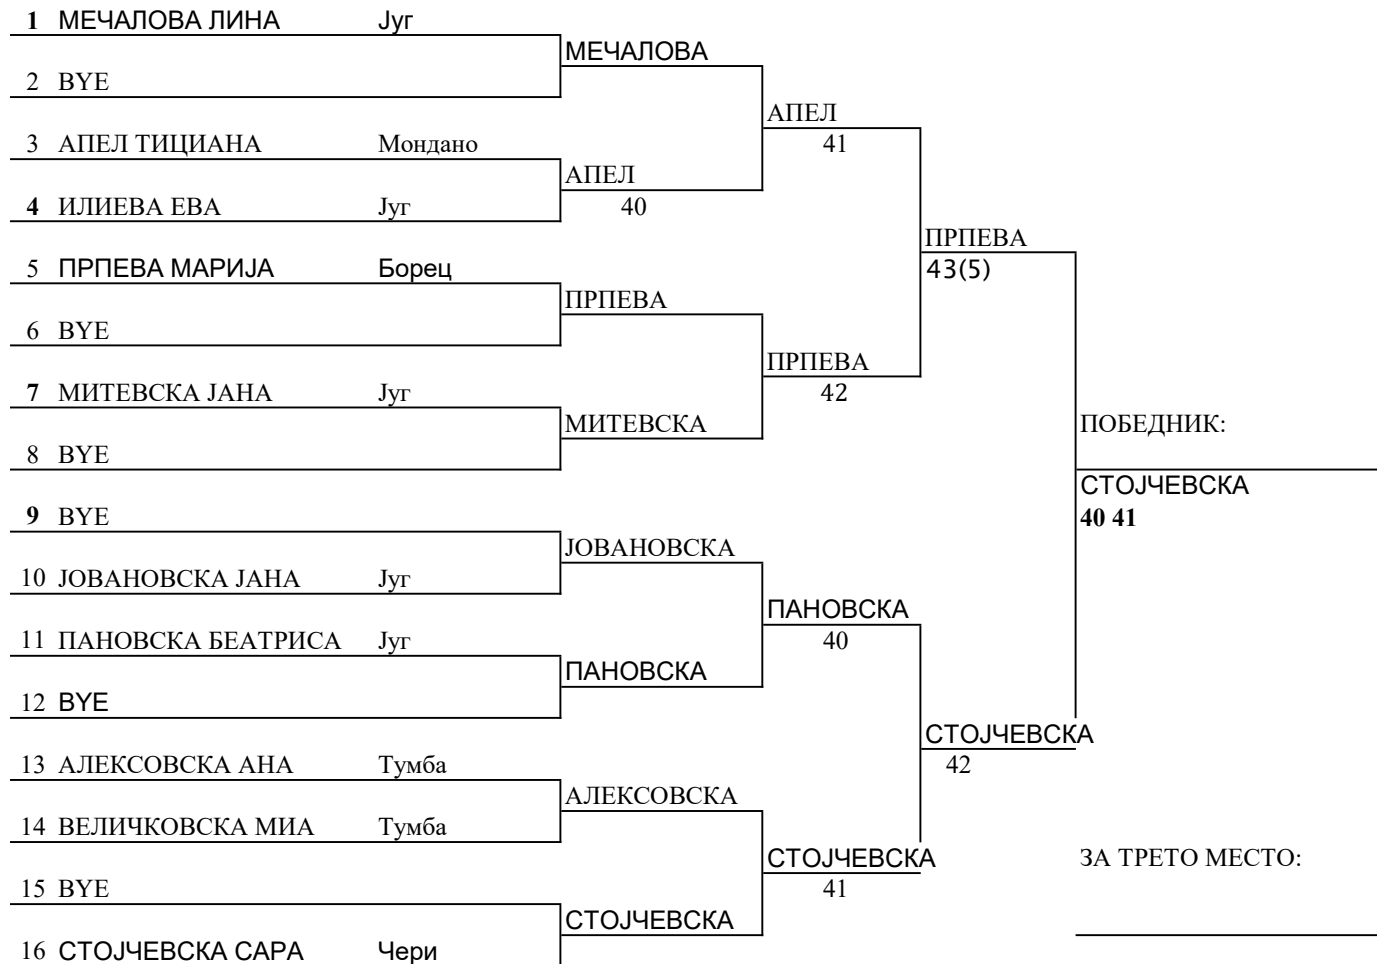 1 МЕЧАЛОВА ЛИНА Југ
МЕЧАЛОВА
2 BYE
АПЕЛ
3 АПЕЛ ТИЦИАНА Мондано 41
АПЕЛ
4 ИЛИЕВА ЕВА Југ 40
ПРПЕВА
5 ПРПЕВА МАРИЈА Борец 43(5)
ПРПЕВА
6 BYE
ПРПЕВА
7 МИТЕВСКА ЈАНА Југ 42
МИТЕВСКА ПОБЕДНИК:
8 BYE
СТОЈЧЕВСКА
9 BYE 40 41
ЈОВАНОВСКА
10 ЈОВАНОВСКА ЈАНА Југ
ПАНОВСКА
11 ПАНОВСКА БЕАТРИСА Југ 40
ПАНОВСКА
12 BYE
СТОЈЧЕВСКА
13 АЛЕКСОВСКА АНА Тумба 42
АЛЕКСОВСКА
14 ВЕЛИЧКОВСКА МИА Тумба
СТОЈЧЕВСКА ЗА ТРЕТО МЕСТО:
15 BYE 41
СТОЈЧЕВСКА
16 СТОЈЧЕВСКА САРА Чери